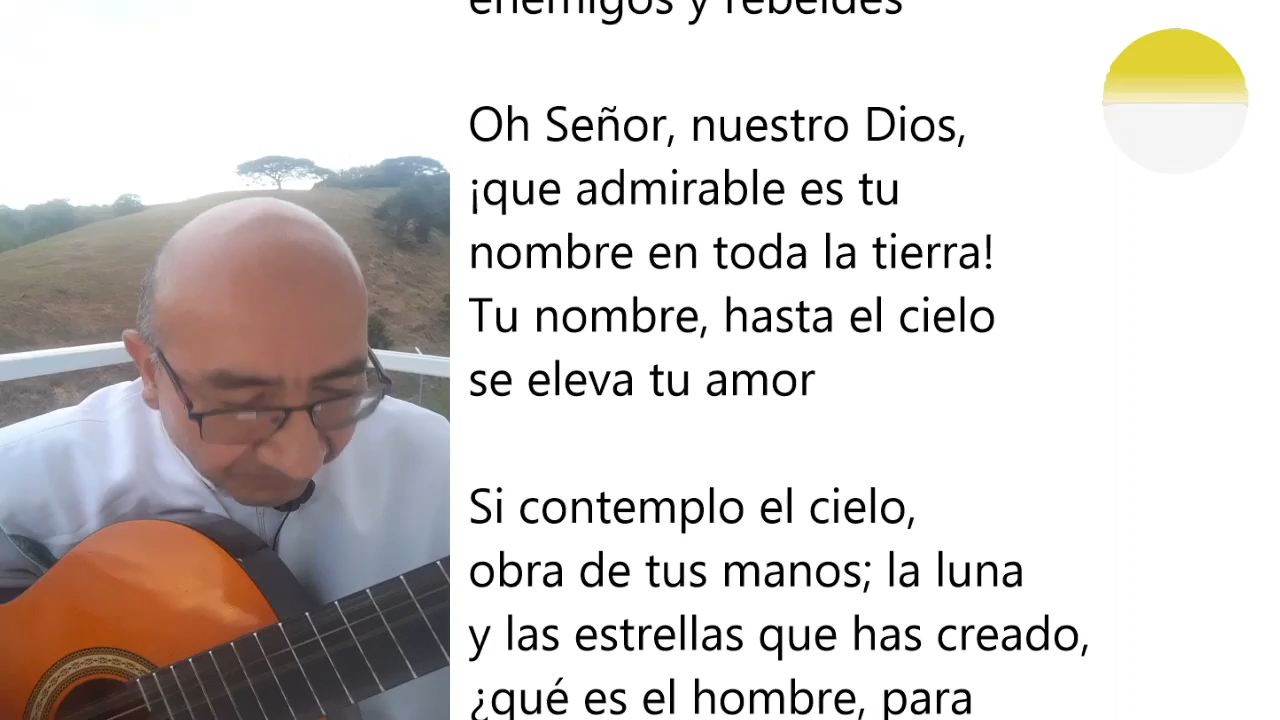 enemigos y rebeldes
Oh Señor, nuestro Dios,
¡que admirable es tu
nombre en toda la tierra!
Tu nombre, hasta el cielo
se eleva tu amor
Si contemplo el cielo,
obra de tus manos; la luna
y las estrellas que has creado,
¿qué es el hombre, para